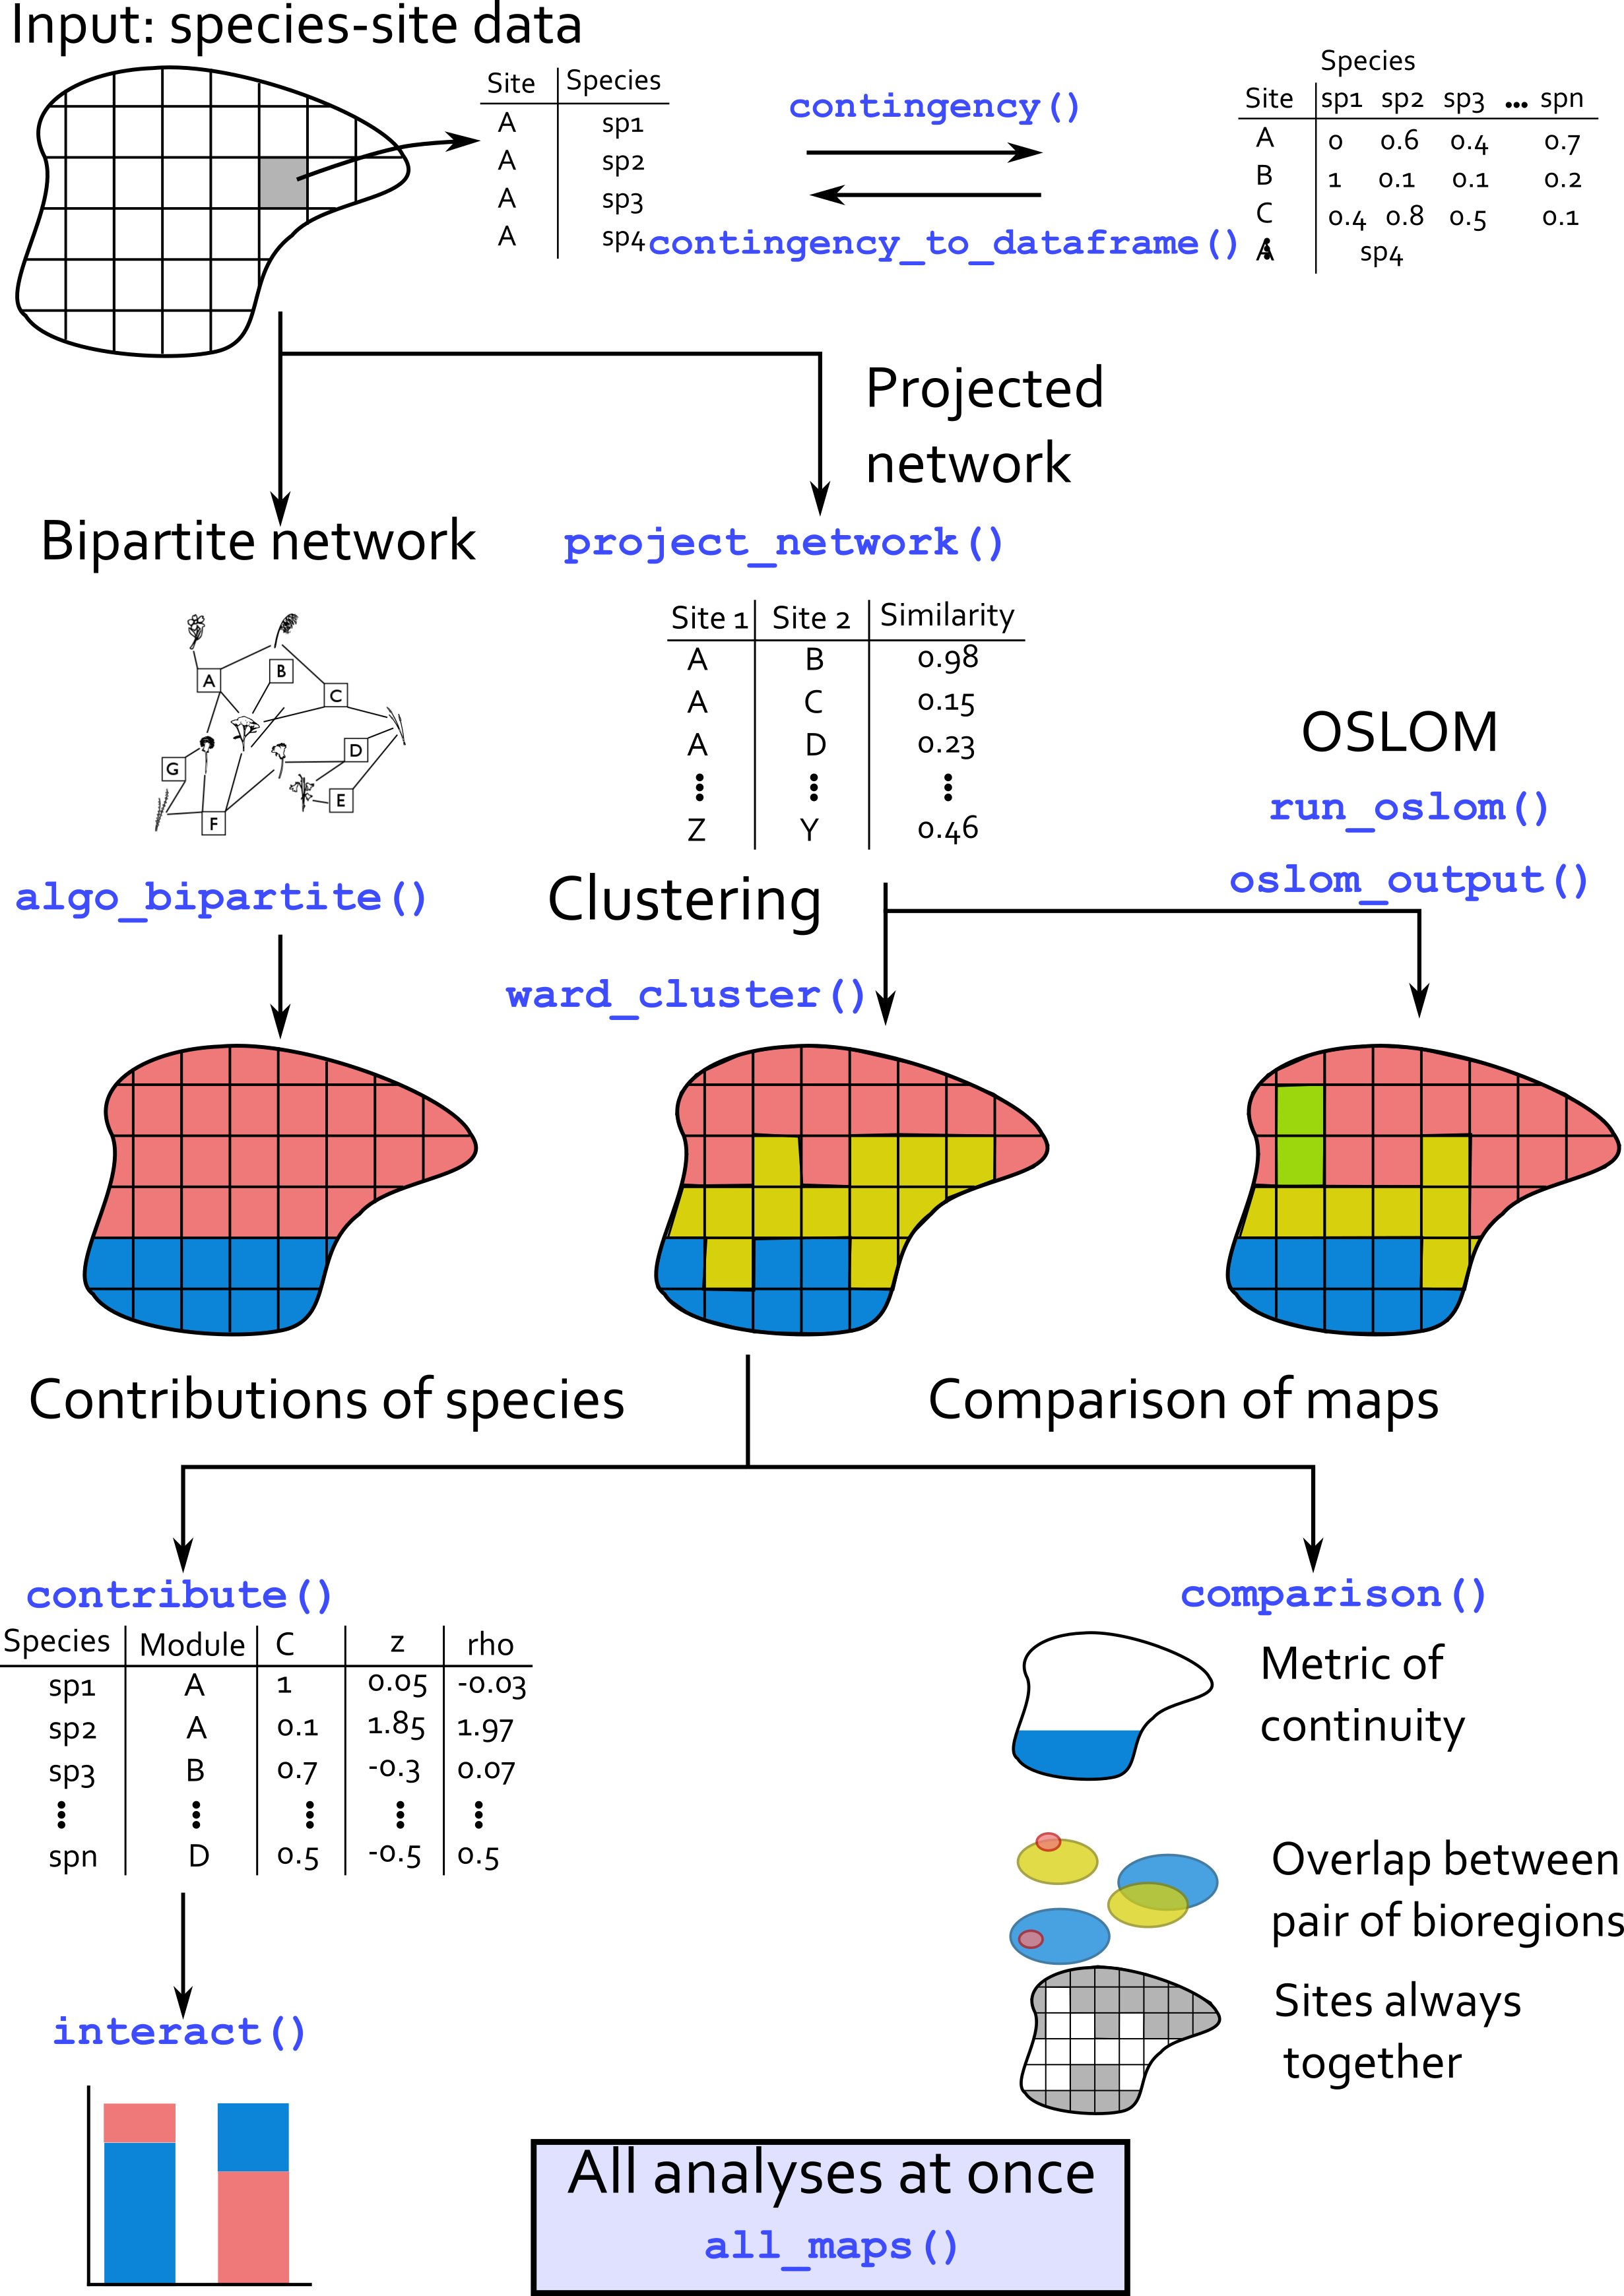 Input: species-site data
Site Species
A sp1
A sp2
A sp3
A sp4
contingency()
contingency_to_dataframe()
Species
Site sp1 sp2 sp3 ... spn
A 0 0.6 0.4 0.7
B 1 0.1 0.1 0.2
C 0.4 0.8 0.5 0.1
A sp4
Projected
network
Bipartite network
project_network()
A
B
C
D
E
F
G
Site 1 Site 2 Similarity
A B 0.98
A C 0.15
A D 0.23
Z Y 0.46
OSLOM
run_oslom()
oslom_output()
algo_bipartite()
Clustering
ward_cluster()
Contributions of species
Comparison of maps
contribute()
Species Module C z rho
sp1 A 1 0.05 -0.03
sp2 A 0.1 1.85 1.97
sp3 B 0.7 -0.3 0.07
spn D 0.5 -0.5 0.5
interact()
comparison()
Metric of
continuity
Overlap between
pair of bioregions
Sites always
together
All analyses at once
all_maps()